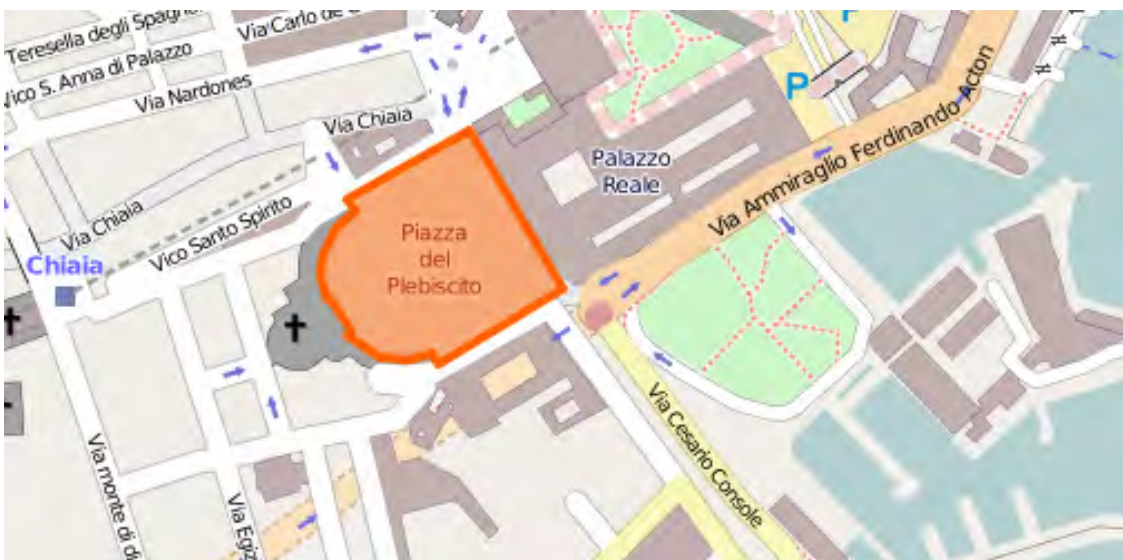 Teresella degli Spagn
Via Carlo de
Vico S. Anna di Palazzo
Via Nardones
Via Chiaia
P
P
Via Ammiraglio Ferdinando Acton
Palazzo
Reale
Piazza
del
Plebiscito
Via Chiaia
Vico Santo Spirito
Chiaia
Via Cesario Console
Via monte di d
Via Egiz